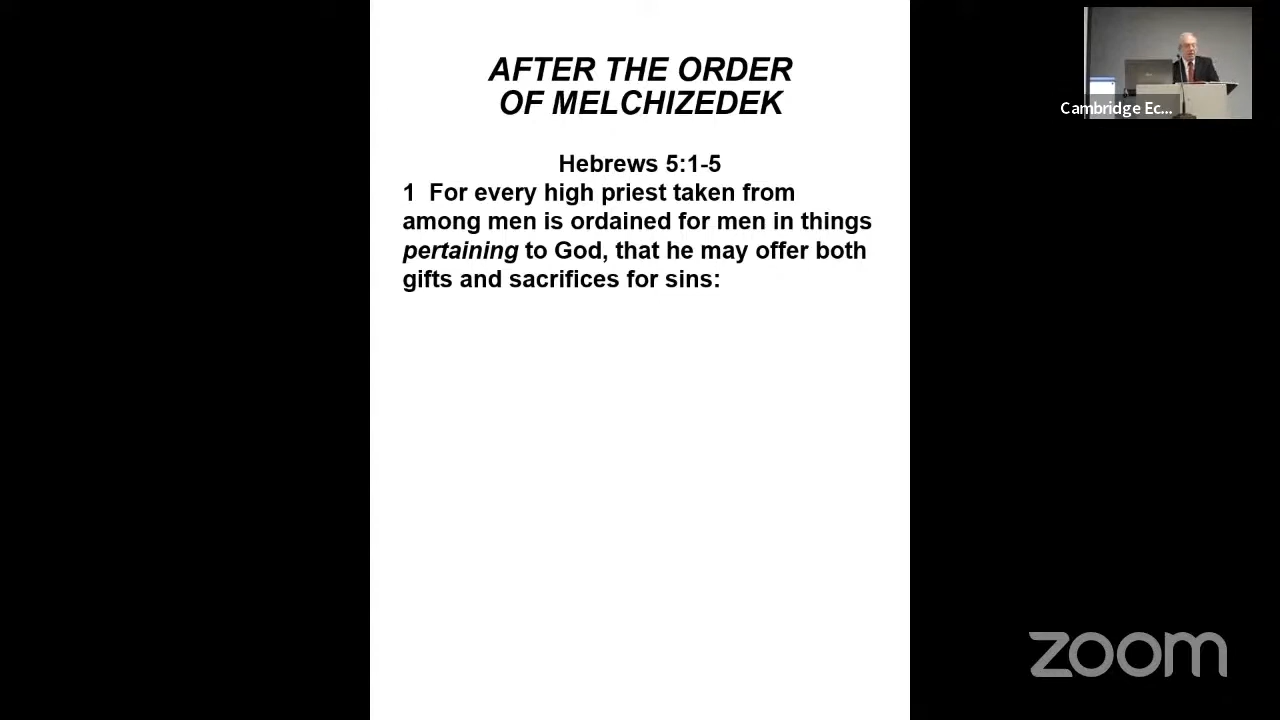 AFTER THE ORDER
OF MELCHIZEDEK
Hebrews 5:1-5
1 For every high priest taken from
among men is ordained for men in things
pertaining to God, that he may offer both
gifts and sacrifices for sins:
Cambridge Ec...
zoom